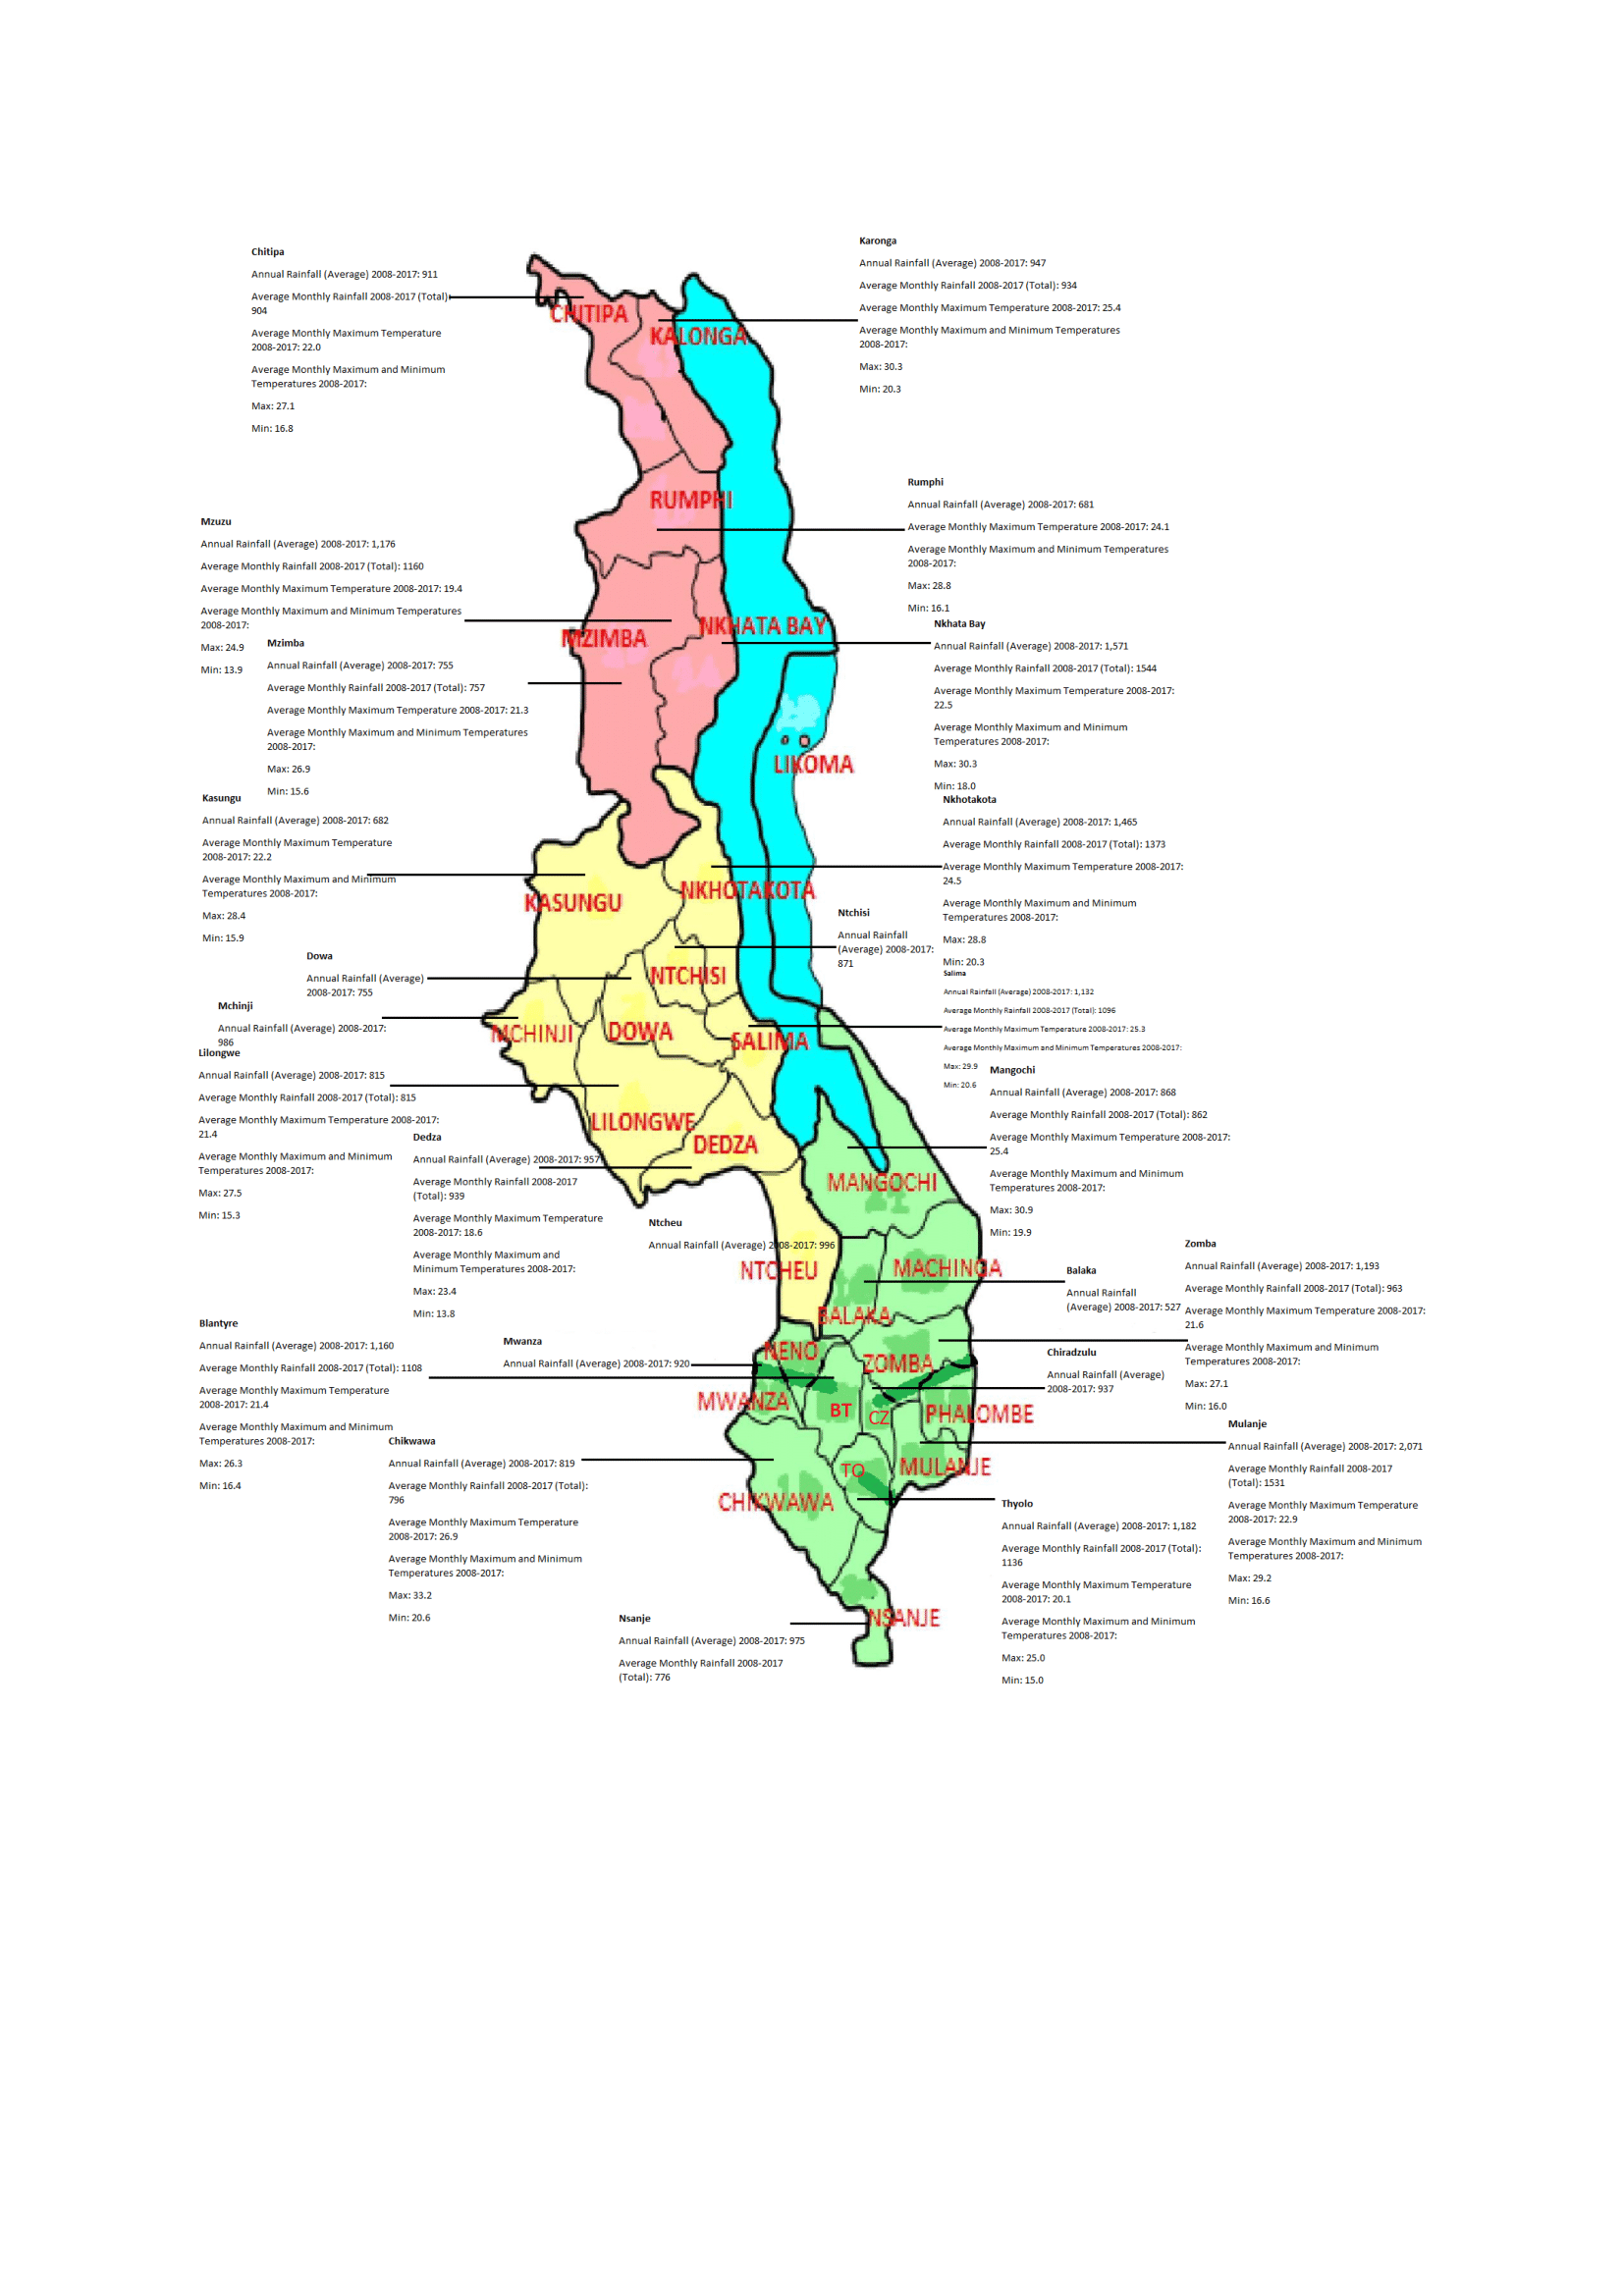 Chitipa
Annual Rainfall (Average) 2008-2017: 911
Average Monthly Rainfall 2008-2017 (Total):
904
Average Monthly Maximum Temperature
2008-2017: 22.0
Average Monthly Maximum and Minimum
Temperatures 2008-2017:
Max: 27.1
Min: 16.8
Karonga
Annual Rainfall (Average) 2008-2017: 947
Average Monthly Rainfall 2008-2017 (Total): 934
Average Monthly Maximum Temperature 2008-2017: 25.4
Average Monthly Maximum and Minimum Temperatures
2008-2017:
Max: 30.3
Min: 20.3
CHITIPA
KALONGA
Rumphi
Annual Rainfall (Average) 2008-2017: 681
Average Monthly Maximum Temperature 2008-2017: 24.1
Average Monthly Maximum and Minimum Temperatures
2008-2017:
Max: 28.8
Min: 16.1
RUMPHI
Mzuzu
Annual Rainfall (Average) 2008-2017: 1,176
Average Monthly Rainfall 2008-2017 (Total): 1160
Average Monthly Maximum Temperature 2008-2017: 19.4
Average Monthly Maximum and Minimum Temperatures
2008-2017:
Max: 24.9
Min: 13.9
Mzimba
Annual Rainfall (Average) 2008-2017: 755
Average Monthly Rainfall 2008-2017 (Total): 757
Average Monthly Maximum Temperature 2008-2017: 21.3
Average Monthly Maximum and Minimum Temperatures
2008-2017:
Max: 26.9
Min: 15.6
MZIMBA
NKHATA BAY
LIKOMA
Nkhata Bay
Annual Rainfall (Average) 2008-2017: 1,571
Average Monthly Rainfall 2008-2017 (Total): 1544
Average Monthly Maximum Temperature 2008-2017:
22.5
Average Monthly Maximum and Minimum
Temperatures 2008-2017:
Max: 30.3
Min: 18.0
Kasungu
Annual Rainfall (Average) 2008-2017: 682
Average Monthly Maximum Temperature
2008-2017: 22.2
Average Monthly Maximum and Minimum
Temperatures 2008-2017:
Max: 28.4
Min: 15.9
KASUNGU
NKHOTAKOTA
Nkhotakota
Annual Rainfall (Average) 2008-2017: 1,465
Average Monthly Rainfall 2008-2017 (Total): 1373
Average Monthly Maximum Temperature 2008-2017:
24.5
Average Monthly Maximum and Minimum
Temperatures 2008-2017:
Max: 28.8
Min: 20.3
Ntchisi
Annual Rainfall
(Average) 2008-2017:
871
NTCHISI
Dowa
Annual Rainfall (Average)
2008-2017: 755
Mchinji
Annual Rainfall (Average) 2008-2017:
986
MCHINJI
DOWA
SALIMA
Salima
Annual Rainfall (Average) 2008-2017: 1,132
Average Monthly Rainfall 2008-2017 (Total): 1096
Average Monthly Maximum Temperature 2008-2017: 25.3
Average Monthly Maximum and Minimum Temperatures 2008-2017:
Max: 29.9
Min: 20.6
Lilongwe
Annual Rainfall (Average) 2008-2017: 815
Average Monthly Rainfall 2008-2017 (Total): 815
Average Monthly Maximum Temperature 2008-2017:
21.4
Average Monthly Maximum and Minimum
Temperatures 2008-2017:
Max: 27.5
Min: 15.3
LILONGWE
DEDZA
Dedza
Annual Rainfall (Average) 2008-2017: 957
Average Monthly Rainfall 2008-2017
(Total): 939
Average Monthly Maximum Temperature
2008-2017: 18.6
Average Monthly Maximum and
Minimum Temperatures 2008-2017:
Max: 23.4
Min: 13.8
Mangochi
Annual Rainfall (Average) 2008-2017: 868
Average Monthly Rainfall 2008-2017 (Total): 862
Average Monthly Maximum Temperature 2008-2017:
25.4
Average Monthly Maximum and Minimum
Temperatures 2008-2017:
Max: 30.9
Min: 19.9
MANGOCHI
Ntcheu
Annual Rainfall (Average) 2008-2017: 996
NTCHEU
MACHINGA
BALAKA
Balaka
Annual Rainfall
(Average) 2008-2017: 527
Zomba
Annual Rainfall (Average) 2008-2017: 1,193
Average Monthly Rainfall 2008-2017 (Total): 963
Average Monthly Maximum Temperature 2008-2017:
21.6
Average Monthly Maximum and Minimum
Temperatures 2008-2017:
Max: 27.1
Min: 16.0
Blantyre
Annual Rainfall (Average) 2008-2017: 1,160
Average Monthly Rainfall 2008-2017 (Total): 1108
Average Monthly Maximum Temperature
2008-2017: 21.4
Average Monthly Maximum and Minimum
Temperatures 2008-2017:
Max: 26.3
Min: 16.4
Mwanza
Annual Rainfall (Average) 2008-2017: 920
NENO
ZOMBA
MWANZA
BT
CZ
PHALOMBE
Chiradzulu
Annual Rainfall (Average)
2008-2017: 937
Mulanje
Annual Rainfall (Average) 2008-2017: 2,071
Average Monthly Rainfall 2008-2017
(Total): 1531
Average Monthly Maximum Temperature
2008-2017: 22.9
Average Monthly Maximum and Minimum
Temperatures 2008-2017:
Max: 29.2
Min: 16.6
Chikwawa
Annual Rainfall (Average) 2008-2017: 819
Average Monthly Rainfall 2008-2017 (Total):
796
Average Monthly Maximum Temperature
2008-2017: 26.9
Average Monthly Maximum and Minimum
Temperatures 2008-2017:
Max: 33.2
Min: 20.6
TO
MULANJE
CHIKWAWA
Thyolo
Annual Rainfall (Average) 2008-2017: 1,182
Average Monthly Rainfall 2008-2017 (Total):
1136
Average Monthly Maximum Temperature
2008-2017: 20.1
Average Monthly Maximum and Minimum
Temperatures 2008-2017:
Max: 25.0
Min: 15.0
Nsanje
Annual Rainfall (Average) 2008-2017: 975
Average Monthly Rainfall 2008-2017
(Total): 776
NSANJE